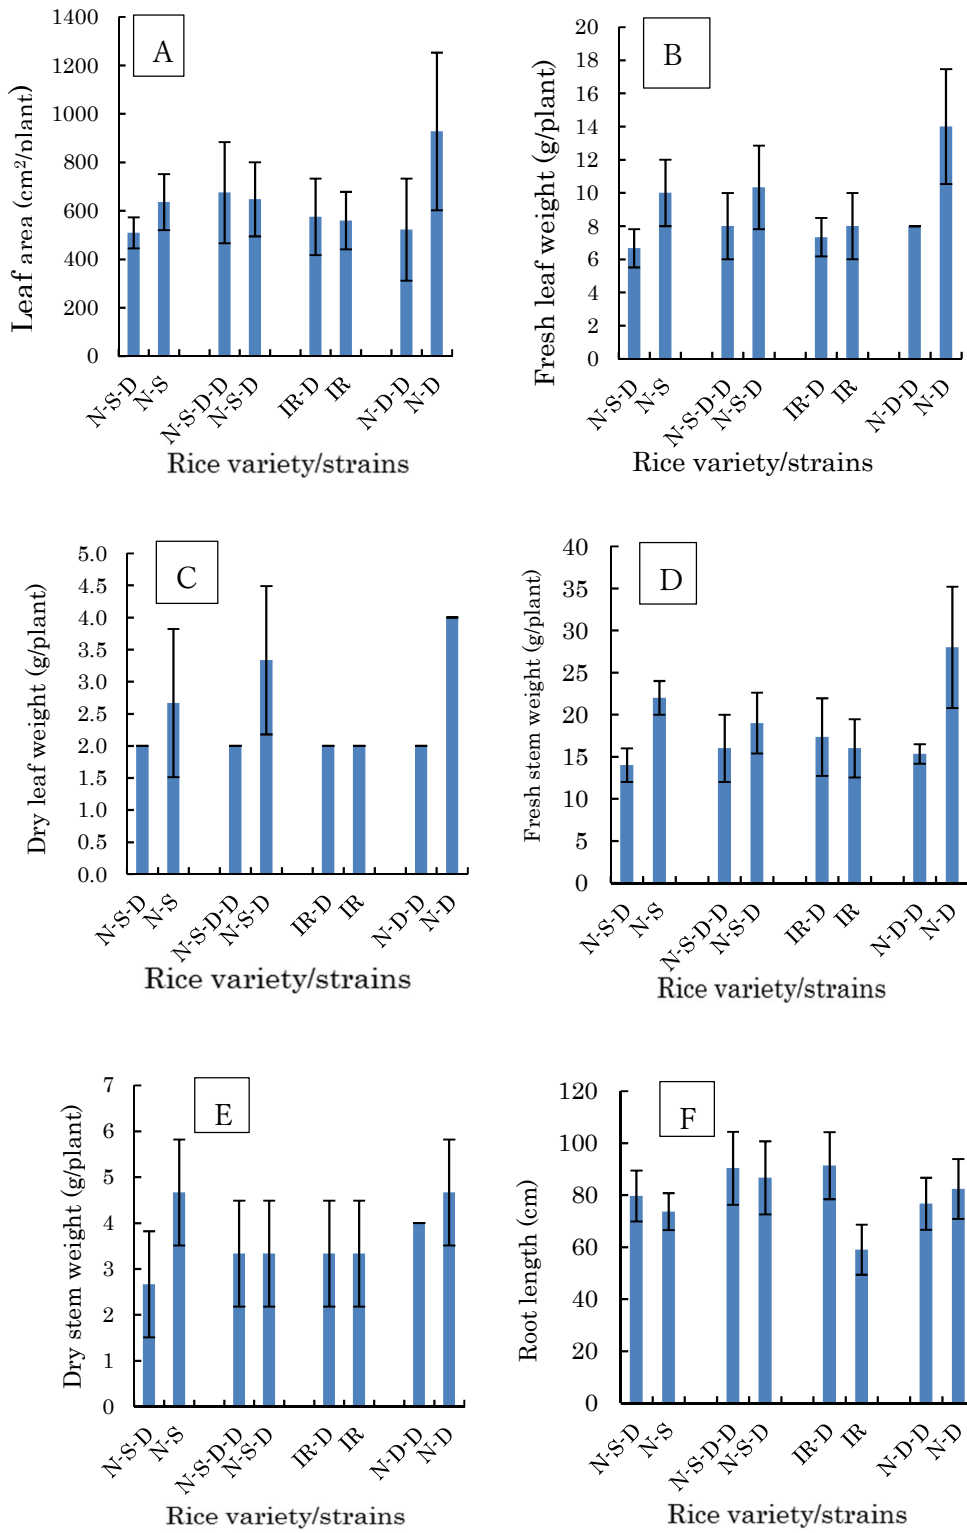 A
Leaf area (cm²/plant)
1400
1200
1000
800
600
400
200
0
N-S-D
N-S
N-S-D-D
N-S-D
IR-D
IR
N-D-D
N-D
Rice variety/strains
B
Fresh leaf weight (g/plant)
20
18
16
14
12
10
8
6
4
2
0
N-S-D
N-S
N-S-D-D
N-S-D
IR-D
IR
N-D-D
N-D
Rice variety/strains
C
Dry leaf weight (g/plant)
5.0
4.5
4.0
3.5
3.0
2.5
2.0
1.5
1.0
0.5
0.0
N-S-D
N-S
N-S-D-D
N-S-D
IR-D
IR
N-D-D
N-D
Rice variety/strains
D
Fresh stem weight (g/plant)
40
35
30
25
20
15
10
5
0
N-S-D
N-S
N-S-D-D
N-S-D
IR-D
IR
N-D-D
N-D
Rice variety/strains
E
Dry stem weight (g/plant)
7
6
5
4
3
2
1
0
N-S-D
N-S
N-S-D-D
N-S-D
IR-D
IR
N-D-D
N-D
Rice variety/strains
F
Root length (cm)
120
100
80
60
40
20
0
N-S-D
N-S
N-S-D-D
N-S-D
IR-D
IR
N-D-D
N-D
Rice variety/strains